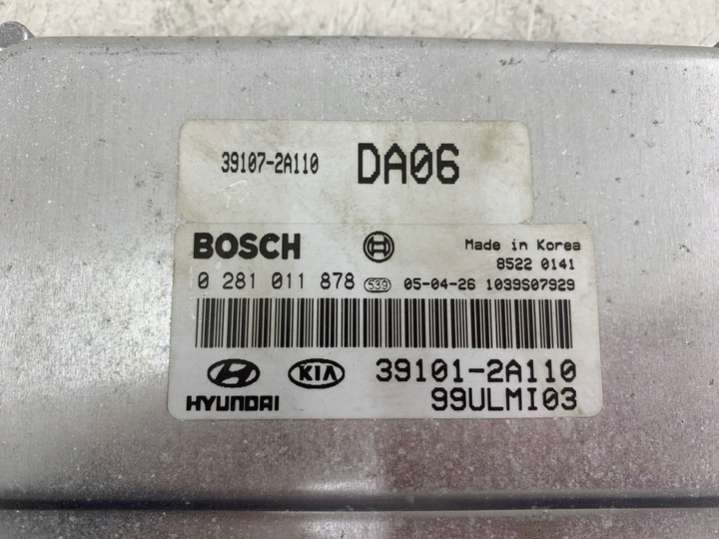 39107-2A110 DA06
BOSCH Made in Korea
8522 0141
0 281 011 878 539 05-04-26 1039S07929
HYUNDAI KIA 39101-2A110
99ULMI03